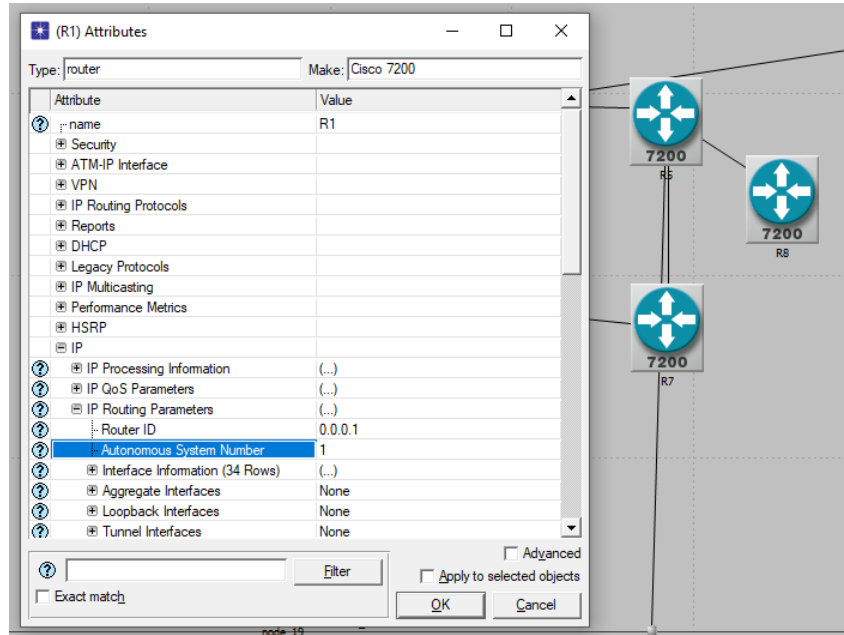 (R1) Attributes
Type: router Make: Cisco 7200
Attribute Value
name R1
Security
ATM-IP Interface
VPN
IP Routing Protocols
Reports
DHCP
Legacy Protocols
IP Multicasting
Performance Metrics
HSRP
IP
IP Processing Information (...)
IP QoS Parameters (...)
IP Routing Parameters (...)
Router ID 0.0.0.1
Autonomous System Number 1
Interface Information (34 Rows) (...)
Aggregate Interfaces None
Loopback Interfaces None
Tunnel Interfaces None
Advanced
Filter
Apply to selected objects
Exact match
OK Cancel
7200
7200
R8
7200
R7
node_19